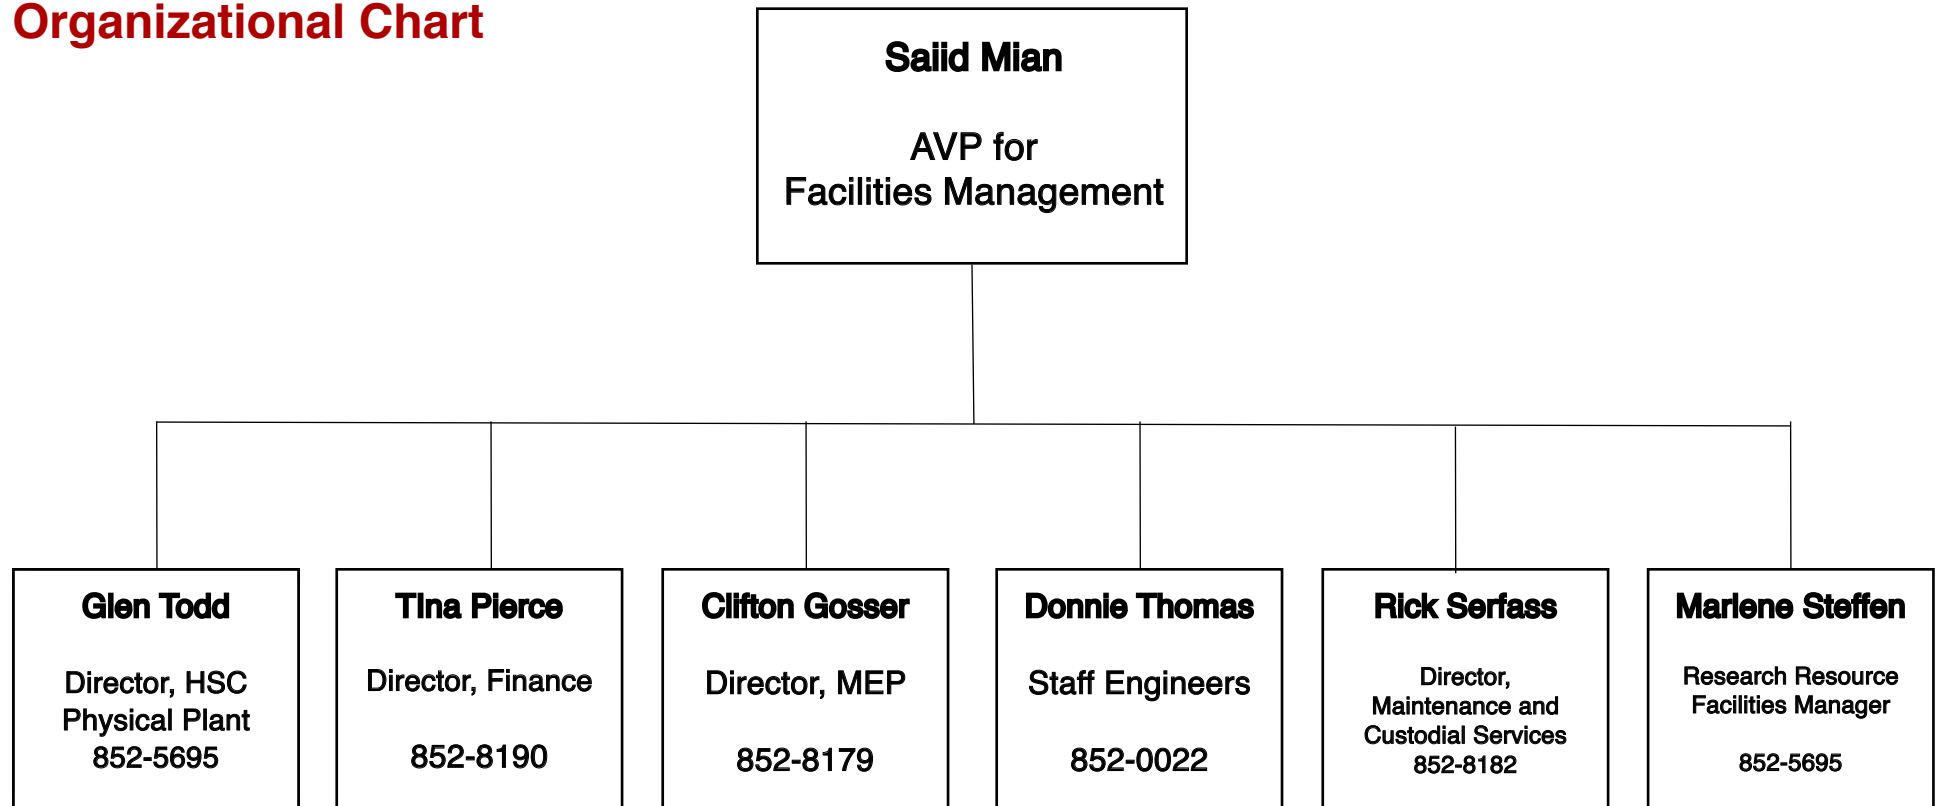 Organizational Chart
Saiid Mian
AVP for
Facilities Management
Glen Todd
Director, HSC
Physical Plant
852-5695
TIna Pierce
Director, Finance
852-8190
Clifton Gosser
Director, MEP
852-8179
Donnie Thomas
Staff Engineers
852-0022
Rick Serfass
Director,
Maintenance and
Custodial Services
852-8182
Marlene Steffen
Research Resource
Facilities Manager
852-5695